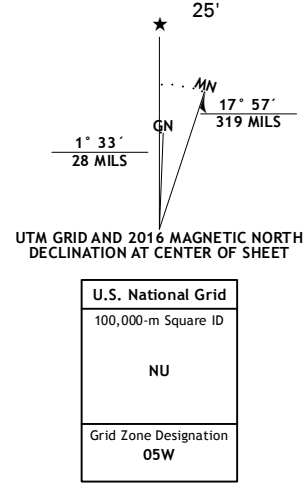 25'
★
MN
GN
17° 57´
319 MILS
1° 33´
28 MILS
UTM GRID AND 2016 MAGNETIC NORTH
DECLINATION AT CENTER OF SHEET
U.S. National Grid
100,000-m Square ID
NU
Grid Zone Designation
05W